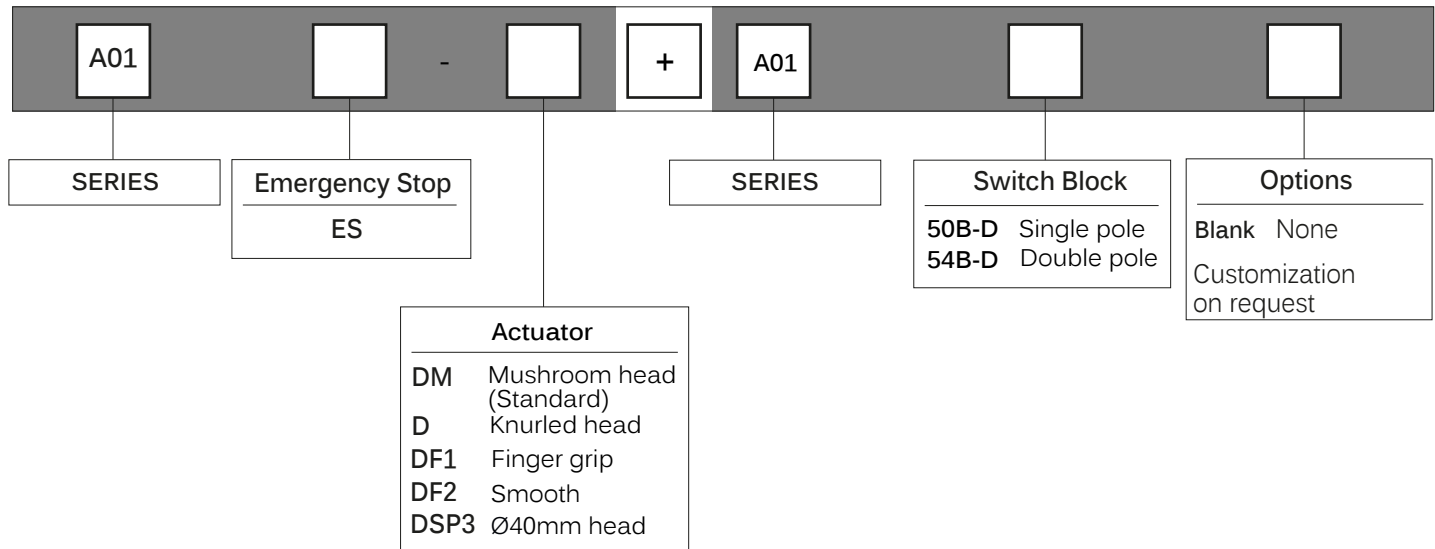 A01
-
+
A01
SERIES
Emergency Stop
ES
SERIES
Switch Block
50B-D Single pole
54B-D Double pole
Options
Blank None
Customization
on request
Actuator
DM Mushroom head
(Standard)
D Knurled head
DF1 Finger grip
DF2 Smooth
DSP3 Ø40mm head